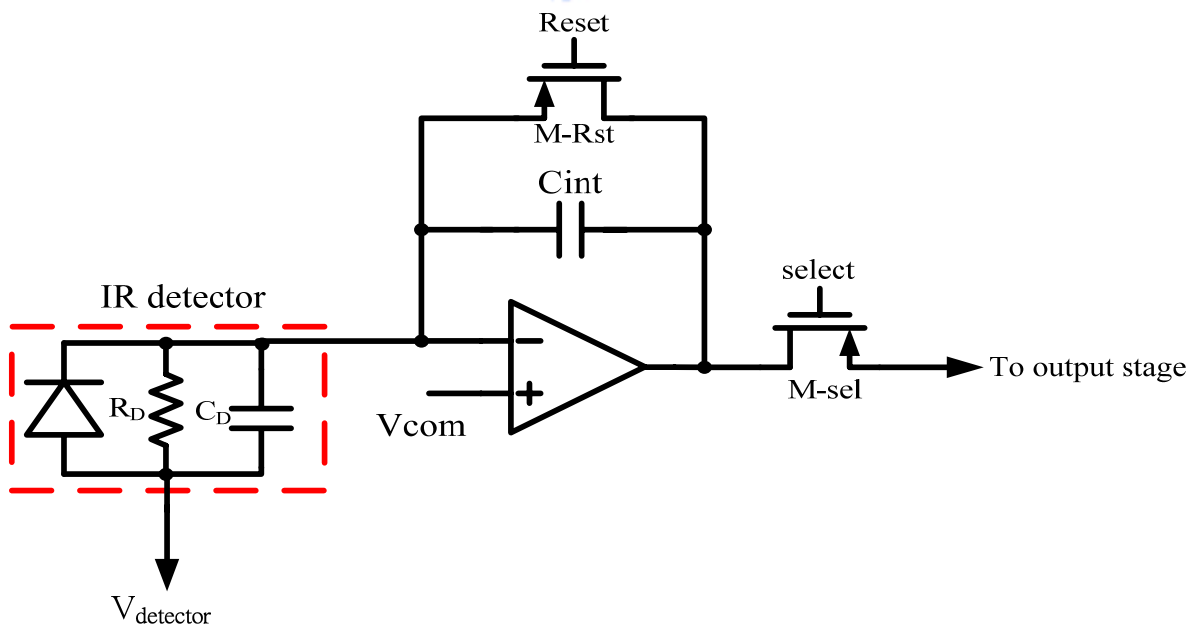 Reset
M-Rst
Cint
select
IR detector
−
To output stage
RD
CD
+
M-sel
Vcom
Vdetector